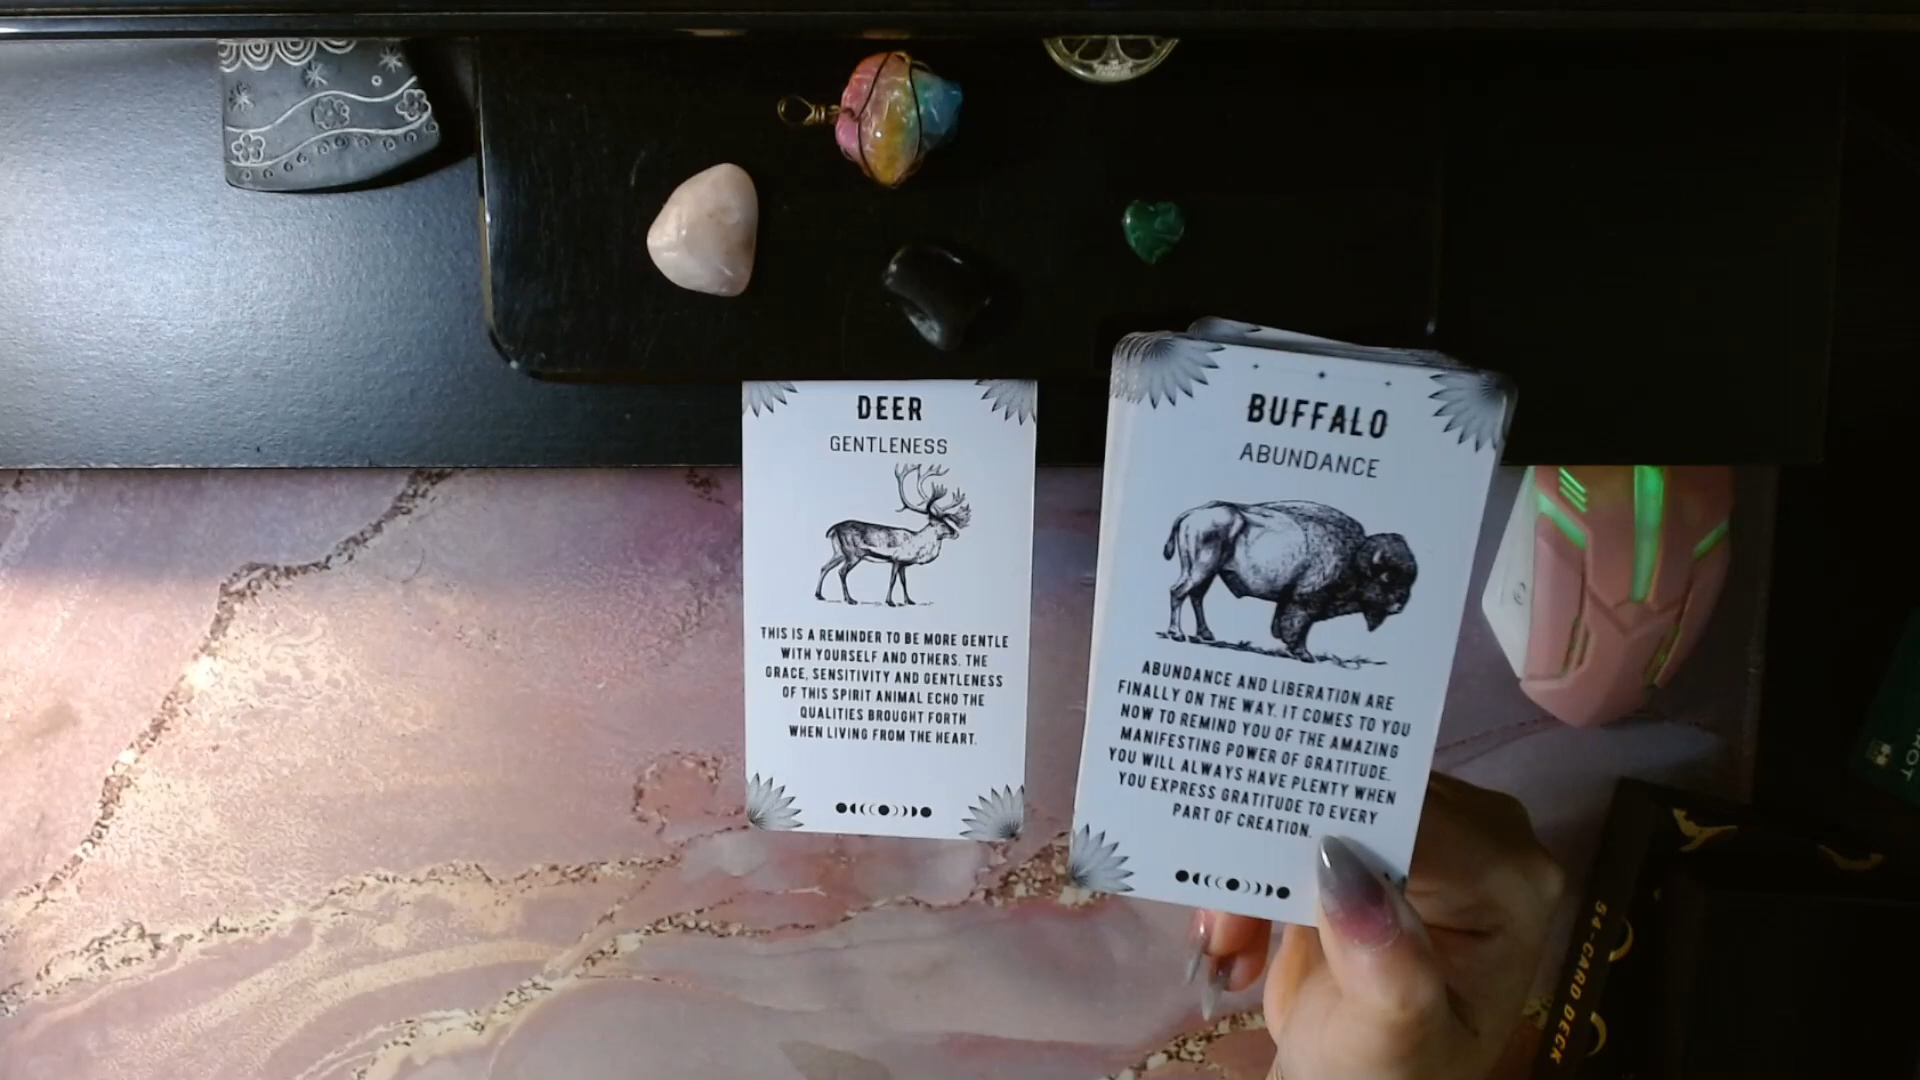 DEER
GENTLENESS
THIS IS A REMINDER TO BE MORE GENTLE
WITH YOURSELF AND OTHERS. THE
GRACE, SENSITIVITY AND GENTLENESS
OF THIS SPIRIT ANIMAL ECHO THE
QUALITIES BROUGHT FORTH
WHEN LIVING FROM THE HEART.
BUFFALO
ABUNDANCE
ABUNDANCE AND LIBERATION ARE
FINALLY ON THE WAY. IT COMES TO YOU
NOW TO REMIND YOU OF THE AMAZING
MANIFESTING POWER OF GRATITUDE.
YOU WILL ALWAYS HAVE PLENTY WHEN
YOU EXPRESS GRATITUDE TO EVERY
PART OF CREATION.
54-CARD DECK